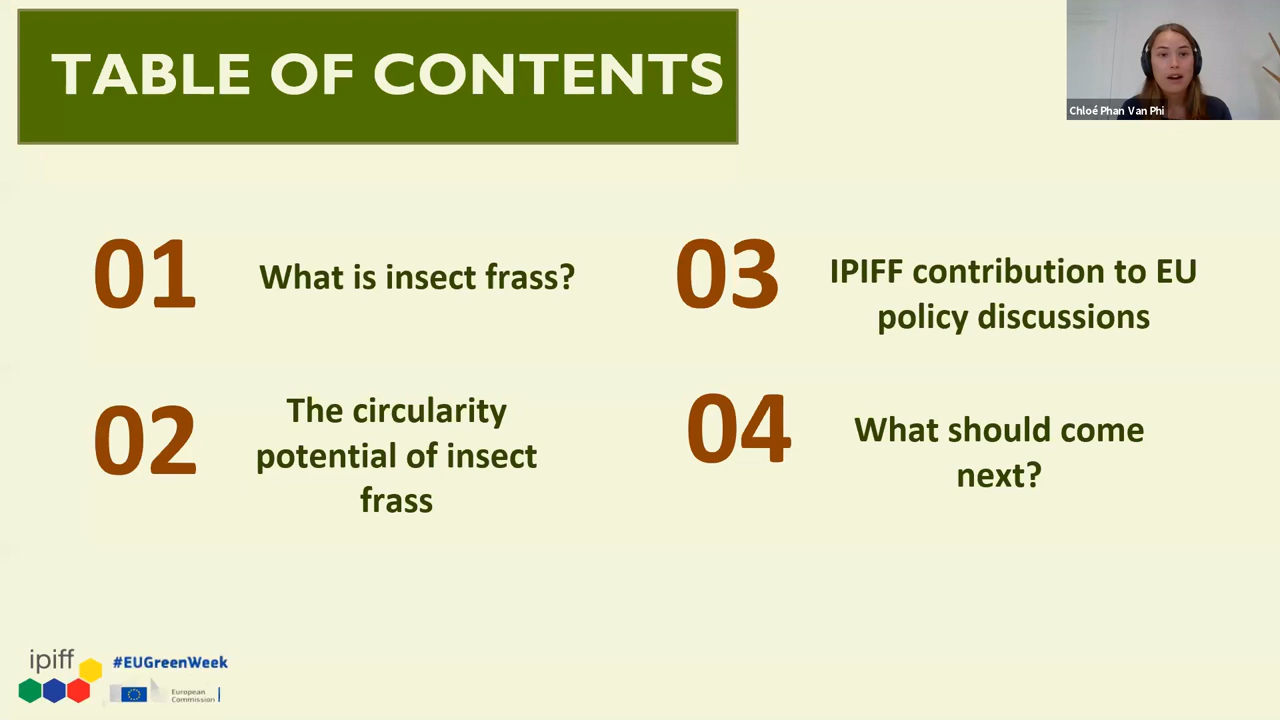 TABLE OF CONTENTS
Chloé Phan Van Phi
01
What is insect frass?
02
The circularity
potential of insect
frass
03
IPIFF contribution to EU
policy discussions
04
What should come
next?
ipiff
#EUGreenWeek
European
Commission